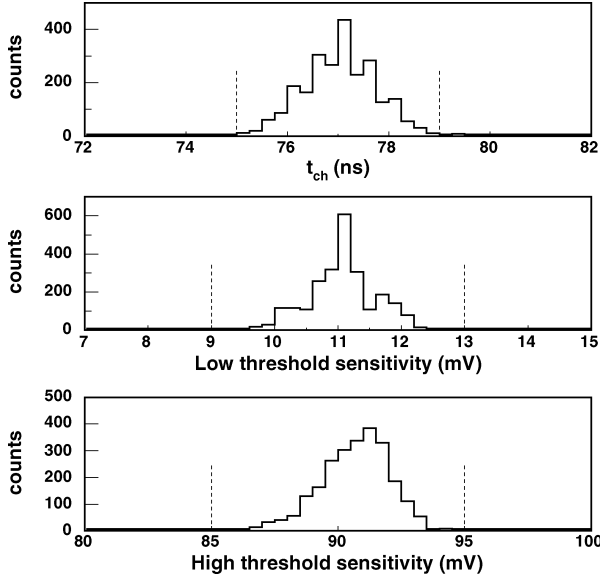 counts
400
200
0
72 74 76 78 80 82
t_ch (ns)
counts
600
400
200
0
7 8 9 10 11 12 13 14 15
Low threshold sensitivity (mV)
counts
500
400
300
200
100
0
80 85 90 95 100
High threshold sensitivity (mV)